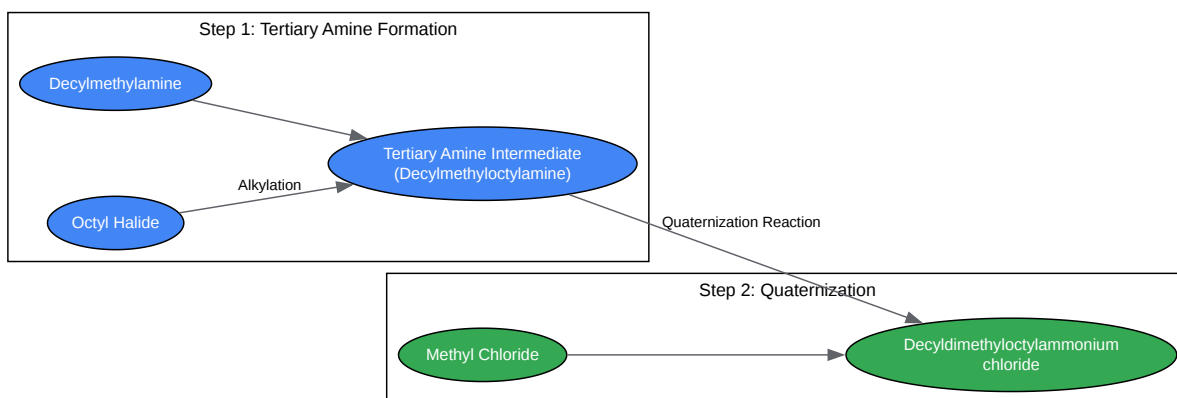 Step 1: Tertiary Amine Formation
Decylmethylamine
Tertiary Amine Intermediate
(Decylmethyloctylamine)
Alkylation
Octyl Halide
Quaternization Reaction
Step 2: Quaternization
Methyl Chloride
Decyldimethyloctylammonium
chloride